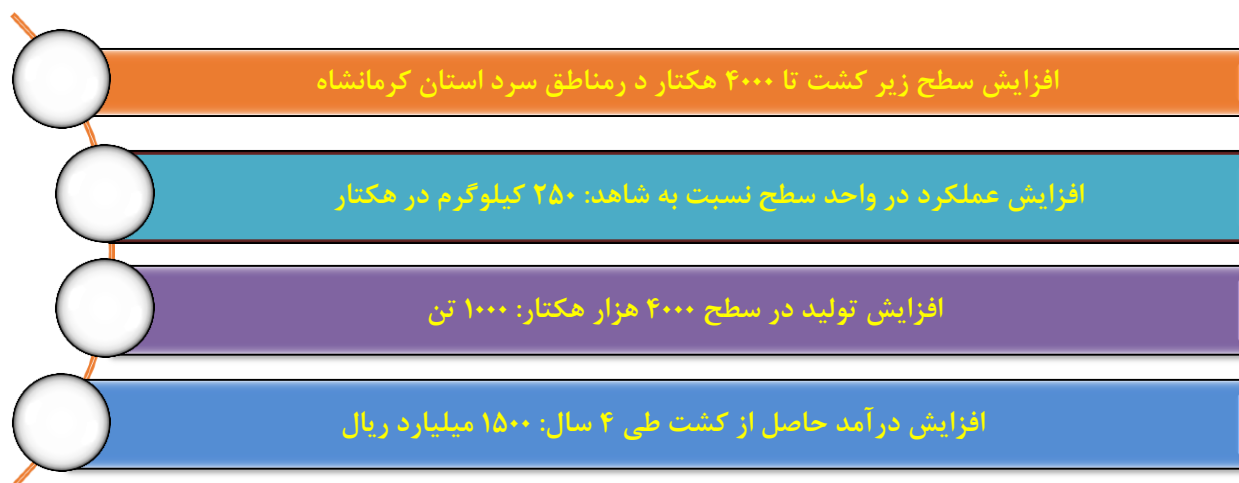 افزایش سطح زیر کشت تا ۴۰۰۰ هکتار د رمناطق سرد استان کرمانشاه
افزایش عملکرد در واحد سطح نسبت به شاهد: ۲۵۰ کیلوگرم در هکتار
افزایش تولید در سطح ۴۰۰۰ هزار هکتار: ۱۰۰۰ تن
افزایش درآمد حاصل از کشت طی ۴ سال: ۱۵۰۰ میلیارد ریال